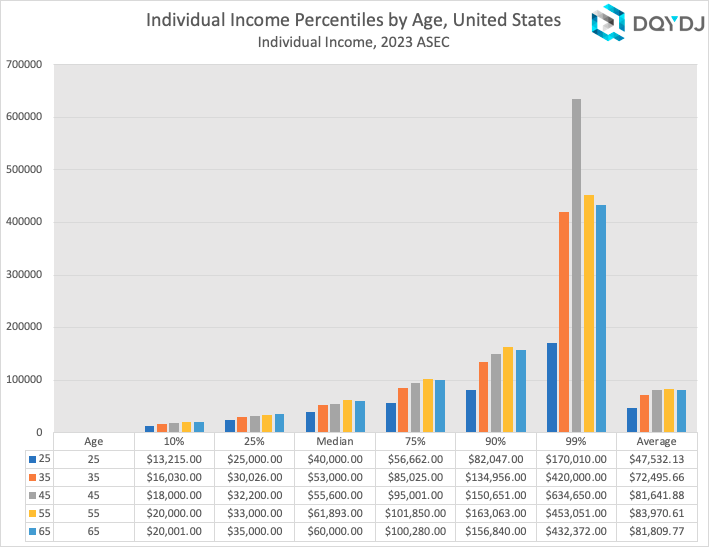 Individual Income Percentiles by Age, United States
Individual Income, 2023 ASEC
DQYDJ
700000
600000
500000
400000
300000
200000
100000
0
Age 10% 25% Median 75% 90% 99% Average
25 25 $13,215.00 $25,000.00 $40,000.00 $56,662.00 $82,047.00 $170,010.00 $47,532.13
35 35 $16,030.00 $30,026.00 $53,000.00 $85,025.00 $134,956.00 $420,000.00 $72,495.66
45 45 $18,000.00 $32,200.00 $55,600.00 $95,001.00 $150,651.00 $634,650.00 $81,641.88
55 55 $20,000.00 $33,000.00 $61,893.00 $101,850.00 $163,063.00 $453,051.00 $83,970.61
65 65 $20,001.00 $35,000.00 $60,000.00 $100,280.00 $156,840.00 $432,372.00 $81,809.77